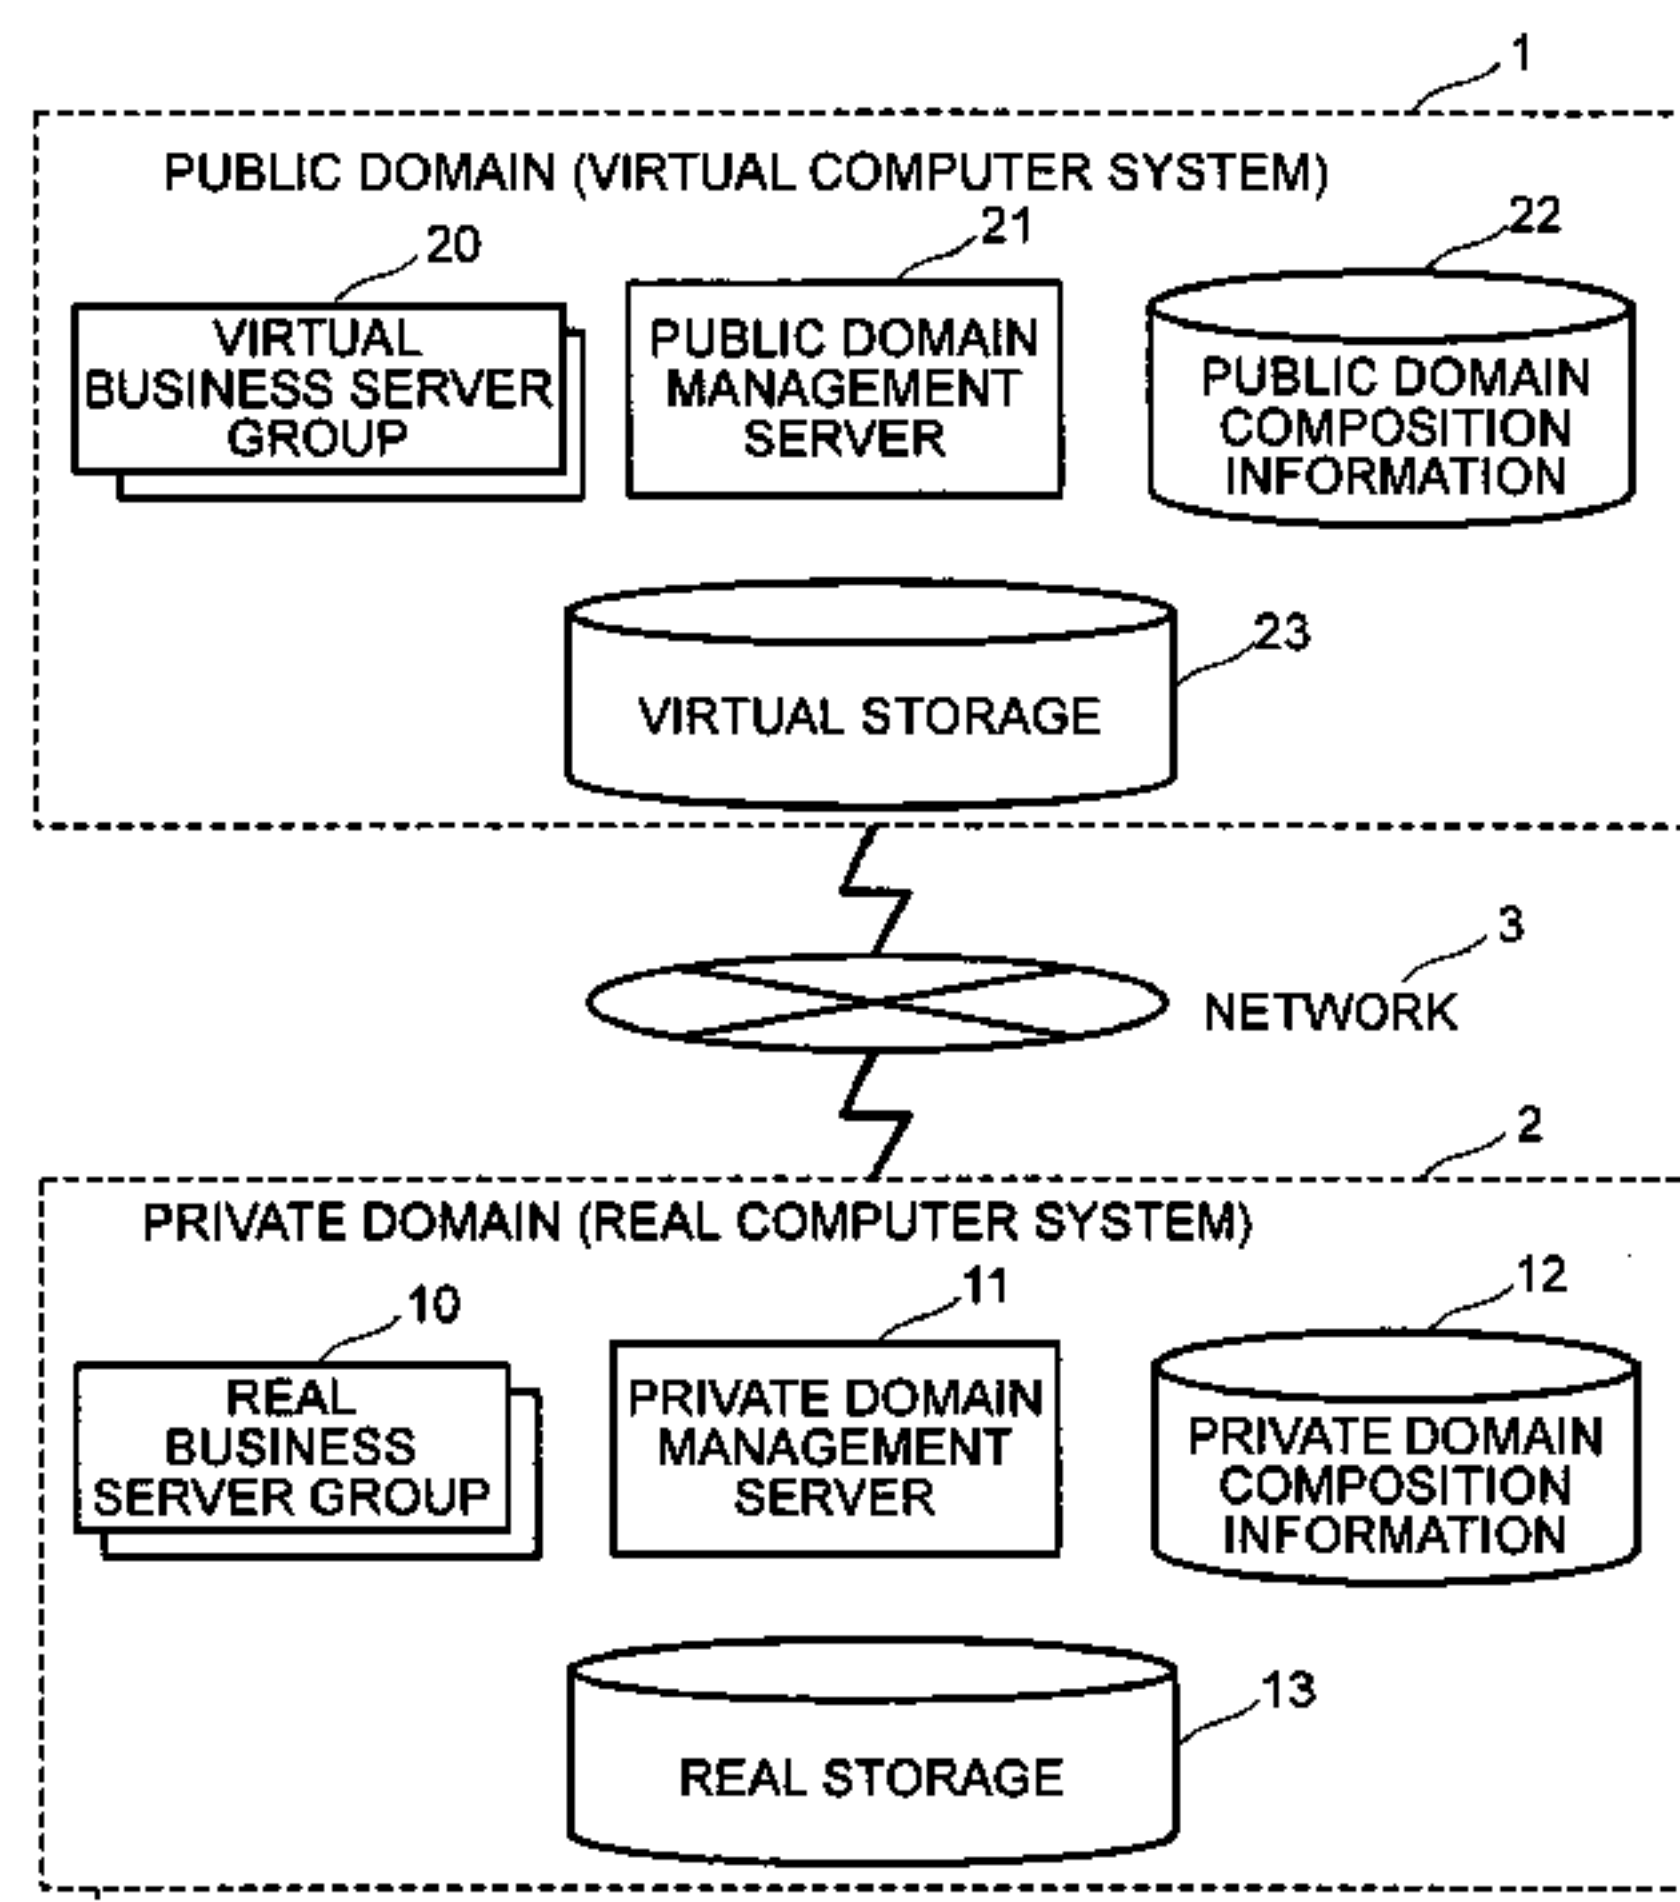 1
PUBLIC DOMAIN (VIRTUAL COMPUTER SYSTEM)
20
21
22
VIRTUAL
BUSINESS SERVER
GROUP
PUBLIC DOMAIN
MANAGEMENT
SERVER
PUBLIC DOMAIN
COMPOSITION
INFORMATION
23
VIRTUAL STORAGE
3
NETWORK
2
PRIVATE DOMAIN (REAL COMPUTER SYSTEM)
10
11
12
REAL
BUSINESS
SERVER GROUP
PRIVATE DOMAIN
MANAGEMENT
SERVER
PRIVATE DOMAIN
COMPOSITION
INFORMATION
13
REAL STORAGE